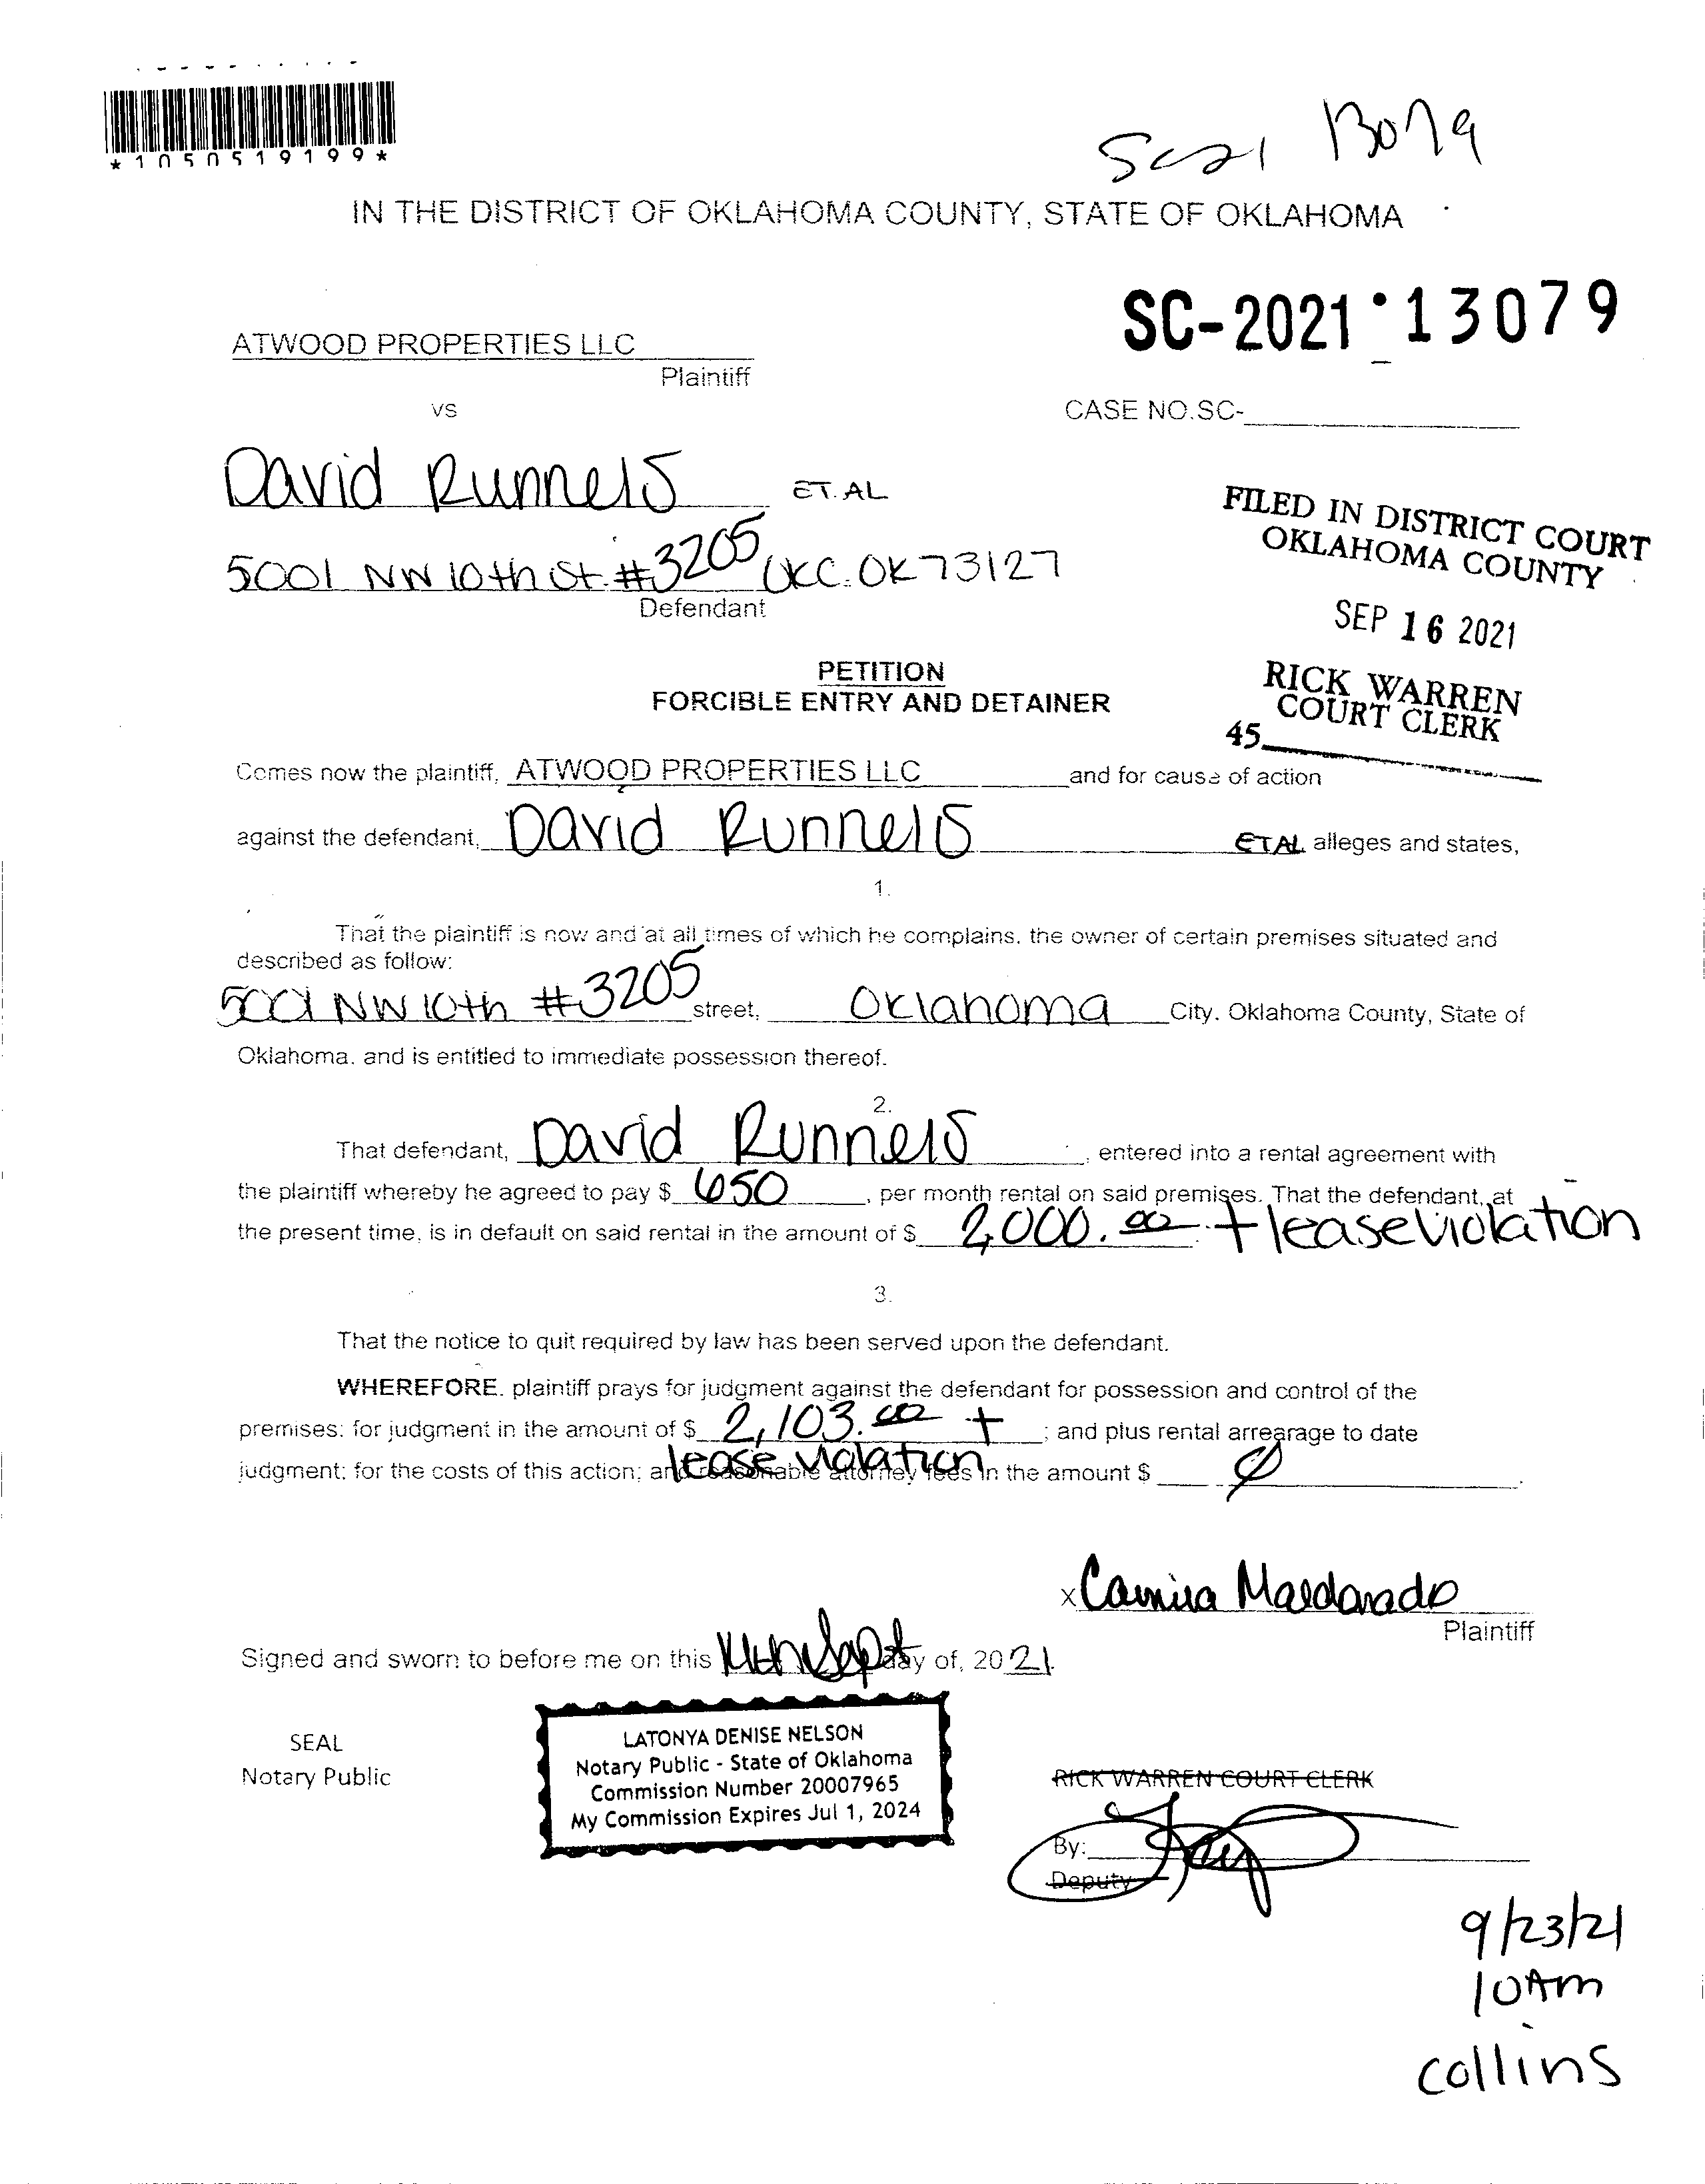 *1050519199*
SC21 13079
IN THE DISTRICT OF OKLAHOMA COUNTY, STATE OF OKLAHOMA
SC-2021 13079
ATWOOD PROPERTIES LLC
Plaintiff
vs
CASE NO.SC-
David Runnels ET. AL
5001 NW 10th St. #3205 OKC. OK 73127
Defendant
FILED IN DISTRICT COURT
OKLAHOMA COUNTY
SEP 16 2021
RICK WARREN
COURT CLERK
45
PETITION
FORCIBLE ENTRY AND DETAINER
Comes now the plaintiff, ATWOOD PROPERTIES LLC and for cause of action
against the defendant, David Runnels ETAL alleges and states,
1.
That the plaintiff is now and at all times of which he complains, the owner of certain premises situated and
described as follow:
5001 NW 10th #3205 street, Oklahoma City, Oklahoma County, State of
Oklahoma, and is entitled to immediate possession thereof.
2.
That defendant, David Runnels, entered into a rental agreement with
the plaintiff whereby he agreed to pay $ 650, per month rental on said premises. That the defendant, at
the present time, is in default on said rental in the amount of $ 2,000.00 + lease violation
3.
That the notice to quit required by law has been served upon the defendant.
WHEREFORE, plaintiff prays for judgment against the defendant for possession and control of the
premises: for judgment in the amount of $ 2,103.00 + ; and plus rental arrearage to date
lease violation
judgment; for the costs of this action; and reasonable attorney fees in the amount $ Ø
x Camira Maldonado
Plaintiff
Signed and sworn to before me on this 16th Sept day of, 2021.
SEAL
Notary Public
LATONYA DENISE NELSON
Notary Public - State of Oklahoma
Commission Number 20007965
My Commission Expires Jul 1, 2024
RICK WARREN COURT CLERK
By:
Deputy
9/23/21
10Am
collins